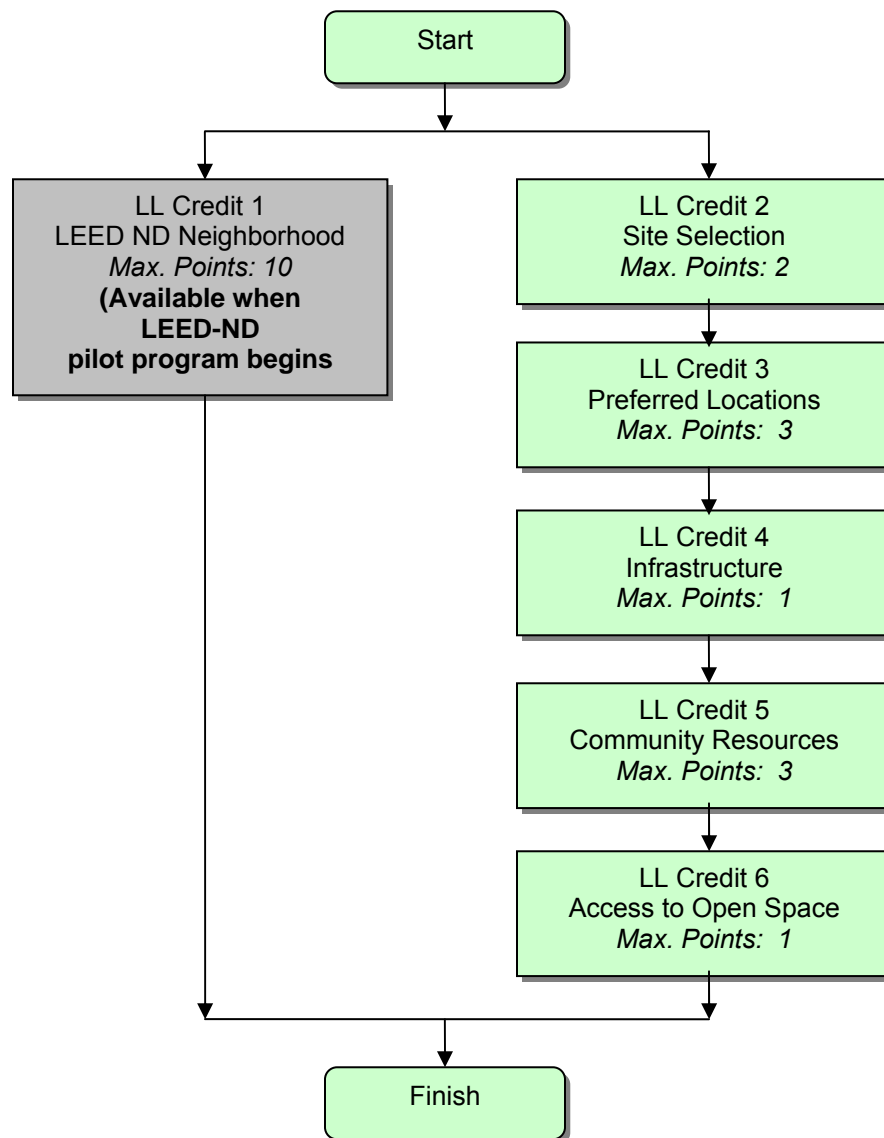 Start
LL Credit 1
LEED ND Neighborhood
Max. Points: 10
(Available when
LEED-ND
pilot program begins
LL Credit 2
Site Selection
Max. Points: 2
LL Credit 3
Preferred Locations
Max. Points:  3
LL Credit 4
Infrastructure
Max. Points:  1
LL Credit 5
Community Resources
Max. Points:  3
LL Credit 6
Access to Open Space
Max. Points:  1
Finish